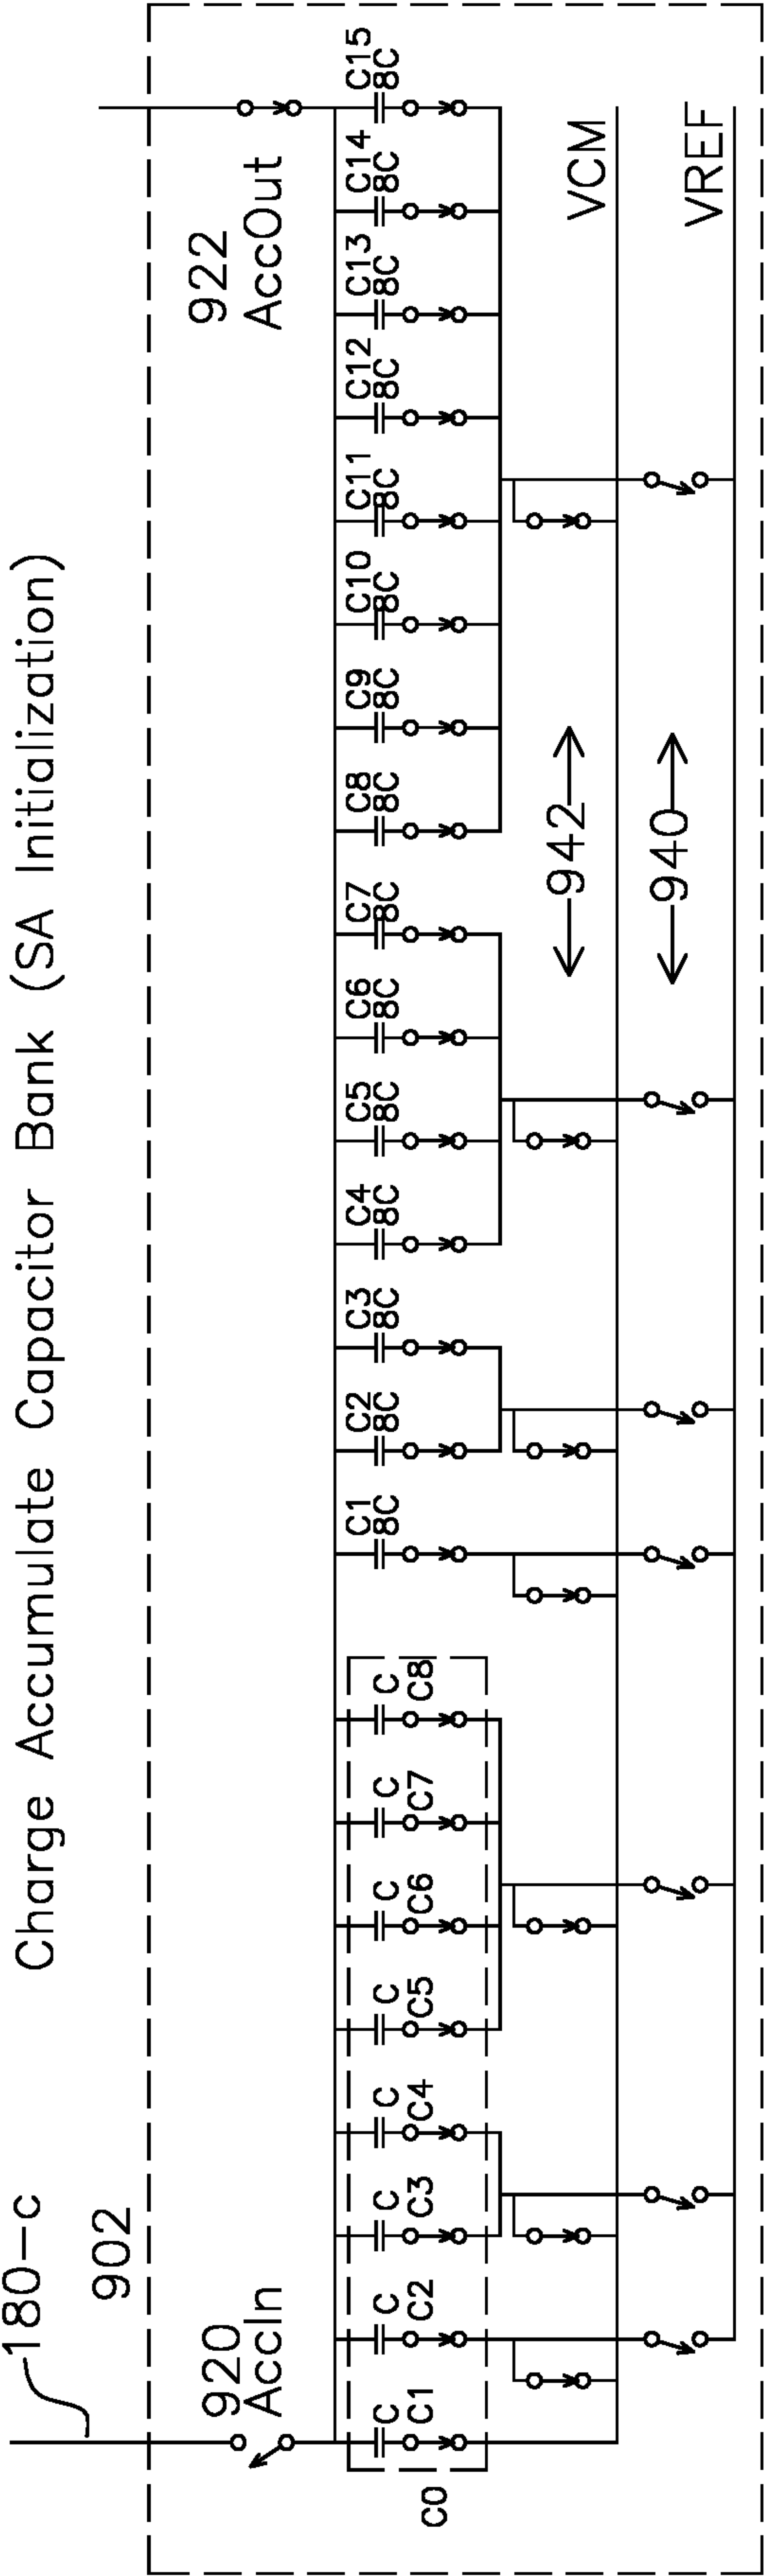 Charge Accumulate Capacitor Bank (SA Initialization)
180-c
902
920
AccIn
922
AccOut
C1
8C
C2
8C
C3
8C
C4
8C
C5
8C
C6
8C
C7
8C
C8
8C
C9
8C
C10
8C
C11
8C
C12
8C
C13
8C
C14
8C
C15
8C
C
C1
C
C2
C
C3
C
C4
C
C5
C
C6
C
C7
C
C8
C0
942
VCM
940
VREF